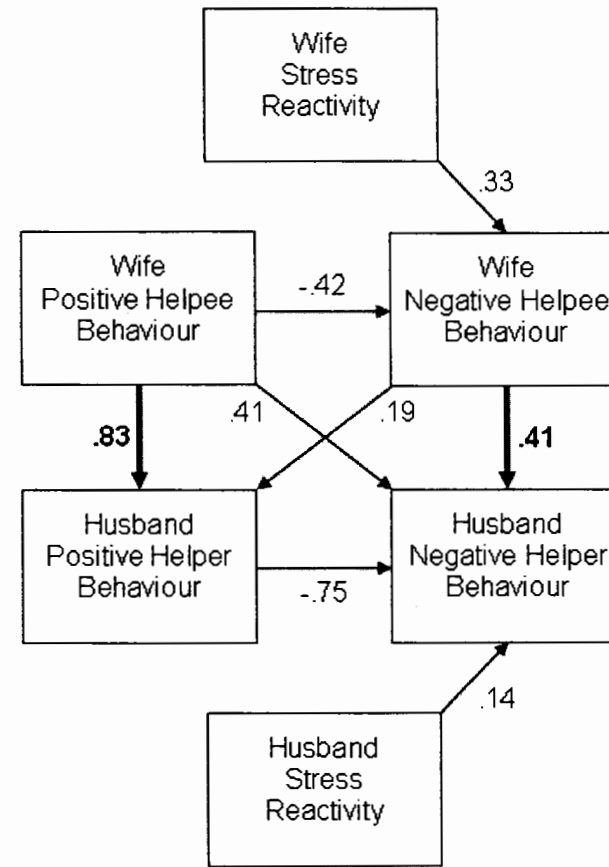 Wife
Stress
Reactivity
.33
Wife
Positive Helpee
Behaviour
-.42
Wife
Negative Helpee
Behaviour
.83
.41
.19
.41
Husband
Positive Helper
Behaviour
-.75
Husband
Negative Helper
Behaviour
.14
Husband
Stress
Reactivity